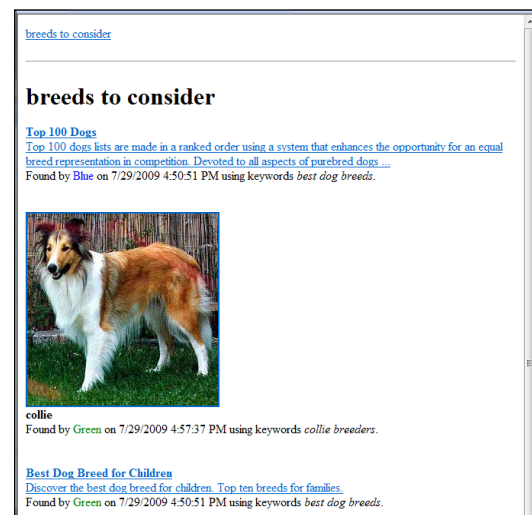 breeds to consider
breeds to consider
Top 100 Dogs
Top 100 dogs lists are made in a ranked order using a system that enhances the opportunity for an equal
breed representation in competition. Devoted to all aspects of purebred dogs ...
Found by Blue on 7/29/2009 4:50:51 PM using keywords best dog breeds.
collie
Found by Green on 7/29/2009 4:57:37 PM using keywords collie breeders.
Best Dog Breed for Children
Discover the best dog breed for children. Top ten breeds for families.
Found by Green on 7/29/2009 4:50:51 PM using keywords best dog breeds.